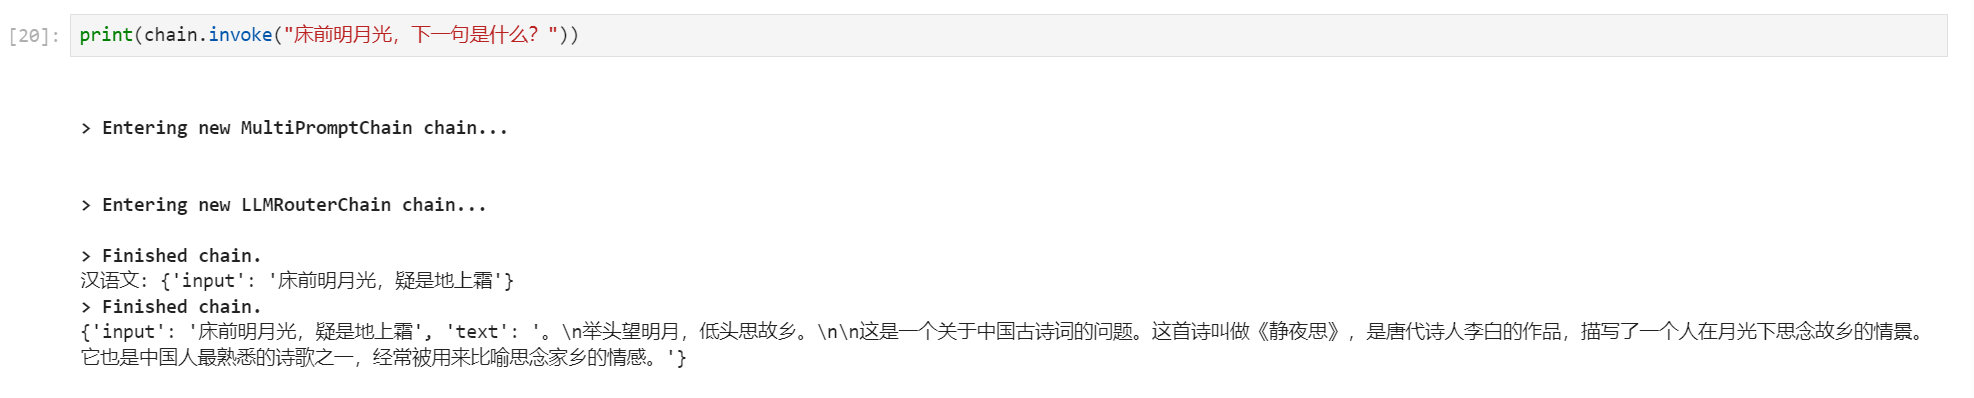 [20]: print(chain.invoke("床前明月光，下一句是什么？"))
> Entering new MultiPromptChain chain...
> Entering new LLMRouterChain chain...
> Finished chain.
汉语文: {'input': '床前明月光，疑是地上霜'}
> Finished chain.
{'input': '床前明月光，疑是地上霜', 'text': '。\n举头望明月，低头思故乡。\n\n这是一个关于中国古诗词的问题。这首诗叫做《静夜思》，是唐代诗人李白的作品，描写了一个人在月光下思念故乡的情景。
它也是中国人最熟悉的诗歌之一，经常被用来比喻思念家乡的情感。'}